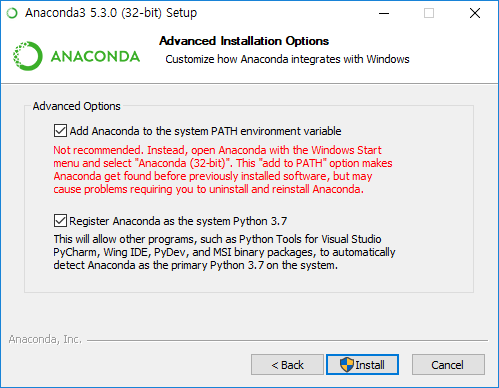 Anaconda3 5.3.0 (32-bit) Setup
ANACONDA
Advanced Installation Options
Customize how Anaconda integrates with Windows
Advanced Options
Add Anaconda to the system PATH environment variable
Not recommended. Instead, open Anaconda with the Windows Start
menu and select "Anaconda (32-bit)". This "add to PATH" option makes
Anaconda get found before previously installed software, but may
cause problems requiring you to uninstall and reinstall Anaconda.
Register Anaconda as the system Python 3.7
This will allow other programs, such as Python Tools for Visual Studio
PyCharm, Wing IDE, PyDev, and MSI binary packages, to automatically
detect Anaconda as the primary Python 3.7 on the system.
Anaconda, Inc.
< Back
Install
Cancel